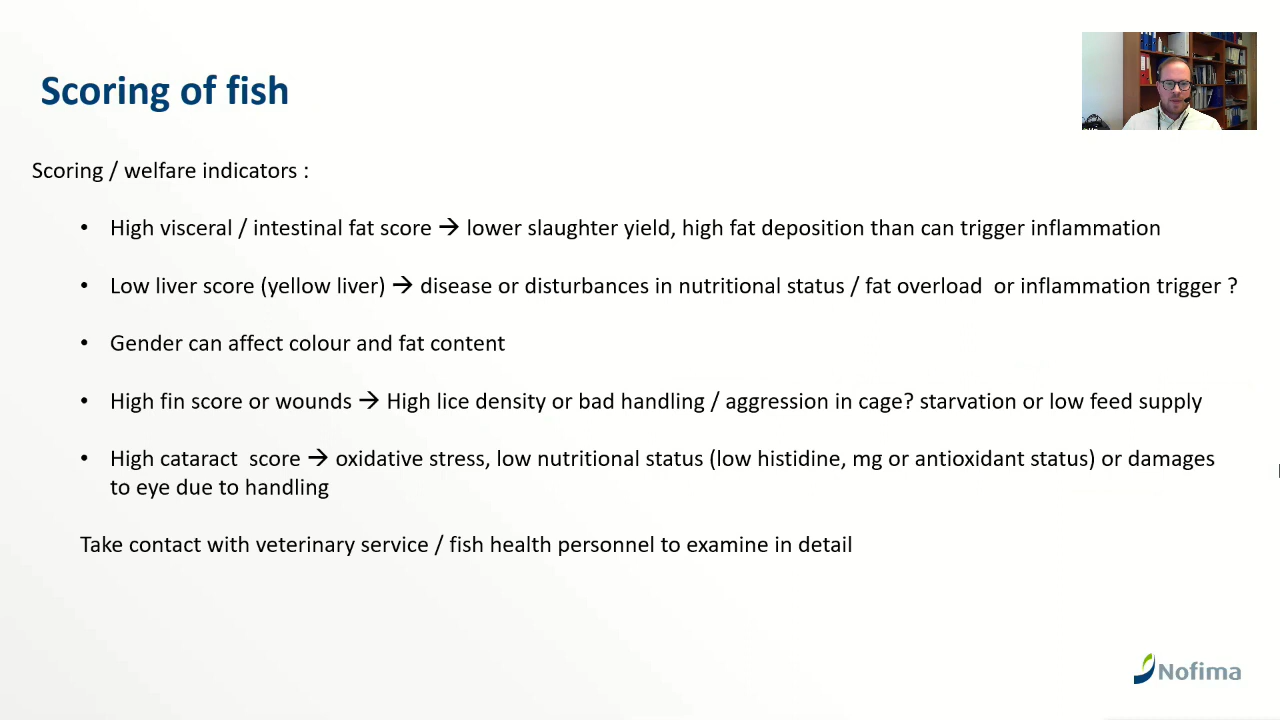 Scoring of fish
Scoring / welfare indicators :
• High visceral / intestinal fat score → lower slaughter yield, high fat deposition than can trigger inflammation
• Low liver score (yellow liver) → disease or disturbances in nutritional status / fat overload or inflammation trigger ?
• Gender can affect colour and fat content
• High fin score or wounds → High lice density or bad handling / aggression in cage? starvation or low feed supply
• High cataract score → oxidative stress, low nutritional status (low histidine, mg or antioxidant status) or damages
to eye due to handling
Take contact with veterinary service / fish health personnel to examine in detail
Nofima